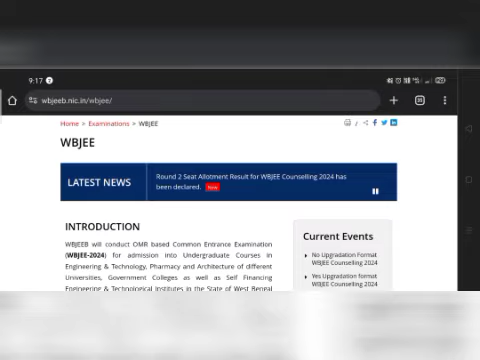 9:17
wbjeeb.nic.in/wbjee/
Home > Examinations > WBJEE
WBJEE
LATEST NEWS
Round 2 Seat Allotment Result for WBJEE Counselling 2024 has
been declared. New
INTRODUCTION
WBJEEB will conduct OMR based Common Entrance Examination
(WBJEE-2024) for admission into Undergraduate Courses in
Engineering & Technology, Pharmacy and Architecture of different
Universities, Government Colleges as well as Self Financing
Engineering & Technological Institutes in the State of West Bengal
Current Events
No Upgradation Format
WBJEE Counselling 2024
Yes Upgradation format
WBJEE Counselling 2024